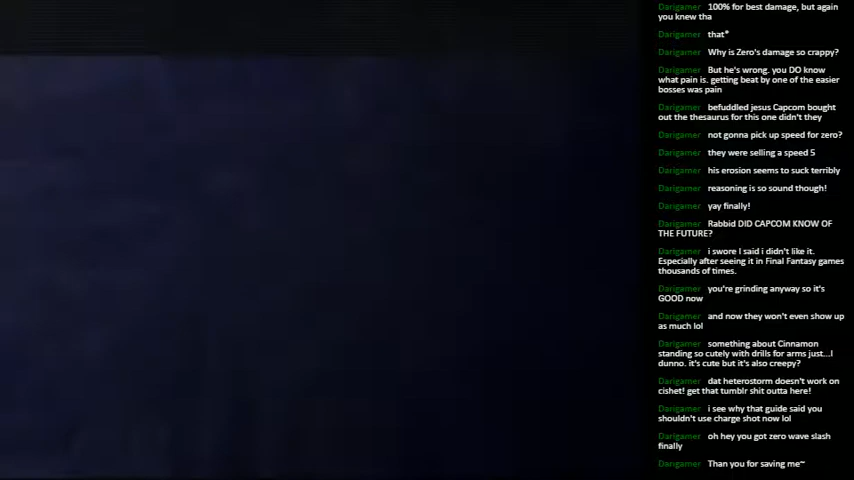 Darigamer 100% for best damage, but again
you knew tha
Darigamer that*
Darigamer Why is Zero's damage so crappy?
Darigamer But he's wrong. you DO know
what pain is. getting beat by one of the easier
bosses was pain
Darigamer befuddled jesus Capcom bought
out the thesaurus for this one didn't they
Darigamer not gonna pick up speed for zero?
Darigamer they were selling a speed 5
Darigamer his erosion seems to suck terribly
Darigamer reasoning is so sound though!
Darigamer yay finally!
Darigamer Rabbid DID CAPCOM KNOW OF
THE FUTURE?
Darigamer i swore I said i didn't like it.
Especially after seeing it in Final Fantasy games
thousands of times.
Darigamer you're grinding anyway so it's
GOOD now
Darigamer and now they won't even show up
as much lol
Darigamer something about Cinnamon
standing so cutely with drills for arms just...I
dunno. it's cute but it's also creepy?
Darigamer dat heterostorm doesn't work on
cishet! get that tumblr shit outta here!
Darigamer i see why that guide said you
shouldn't use charge shot now lol
Darigamer oh hey you got zero wave slash
finally
Darigamer Than you for saving me~